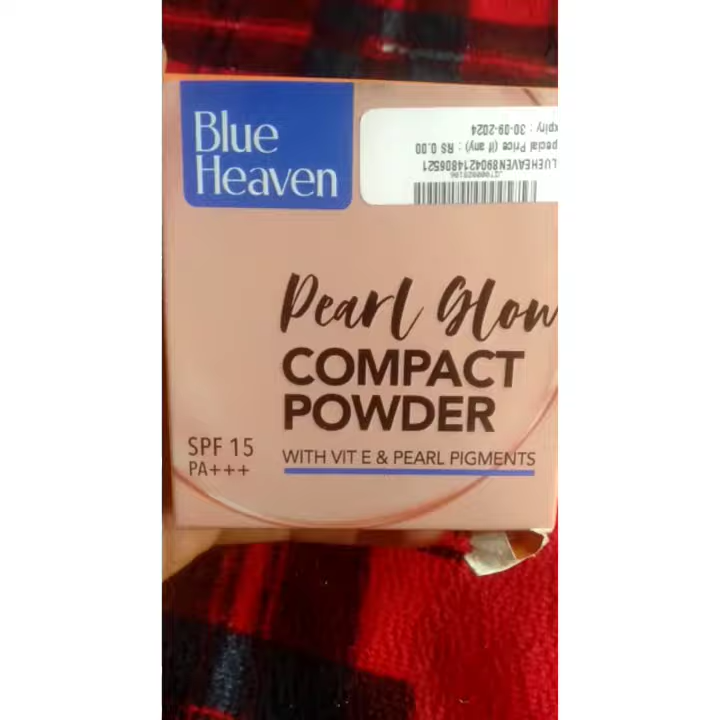 Blue
Heaven
JG700029106
LUEHEAVEN8904214806521
pecial Price (if any) : RS 0.00
xpiry : 30-09-2024
Pearl Glow
COMPACT
POWDER
SPF 15
PA+++
WITH VIT E & PEARL PIGMENTS